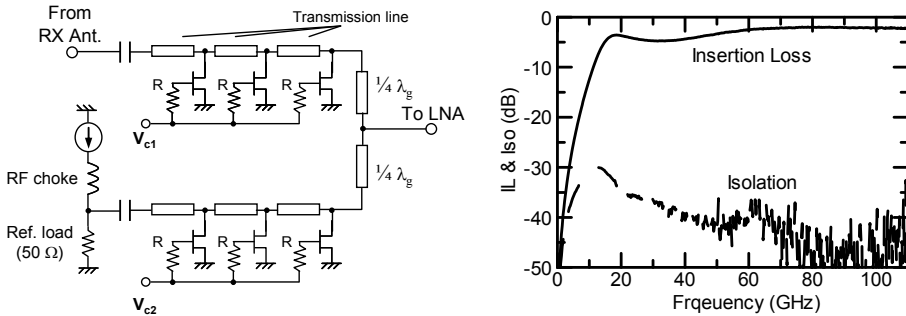 From
RX Ant.
Transmission line
R
R
R
V_c1
¼ λ_g
To LNA
¼ λ_g
RF choke
Ref. load
(50 Ω)
R
R
R
V_c2
IL & Iso (dB)
0
-10
-20
-30
-40
-50
Insertion Loss
Isolation
0
20
40
60
80
100
Frqeuency (GHz)